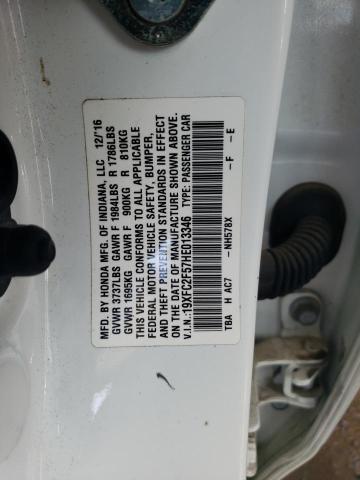 MFD. BY HONDA MFG. OF INDIANA, LLC 12/'16
GVWR 3737LBS GAWR F 1984LBS R 1786LBS
GVWR 1695KG GAWR F 900KG R 810KG
THIS VEHICLE CONFORMS TO ALL APPLICABLE
FEDERAL MOTOR VEHICLE SAFETY, BUMPER,
AND THEFT PREVENTION STANDARDS IN EFFECT
ON THE DATE OF MANUFACTURE SHOWN ABOVE.
V.I.N.:19XFC2F57HE013346 TYPE: PASSENGER CAR
TBA H AC7 - NH578X - F - E